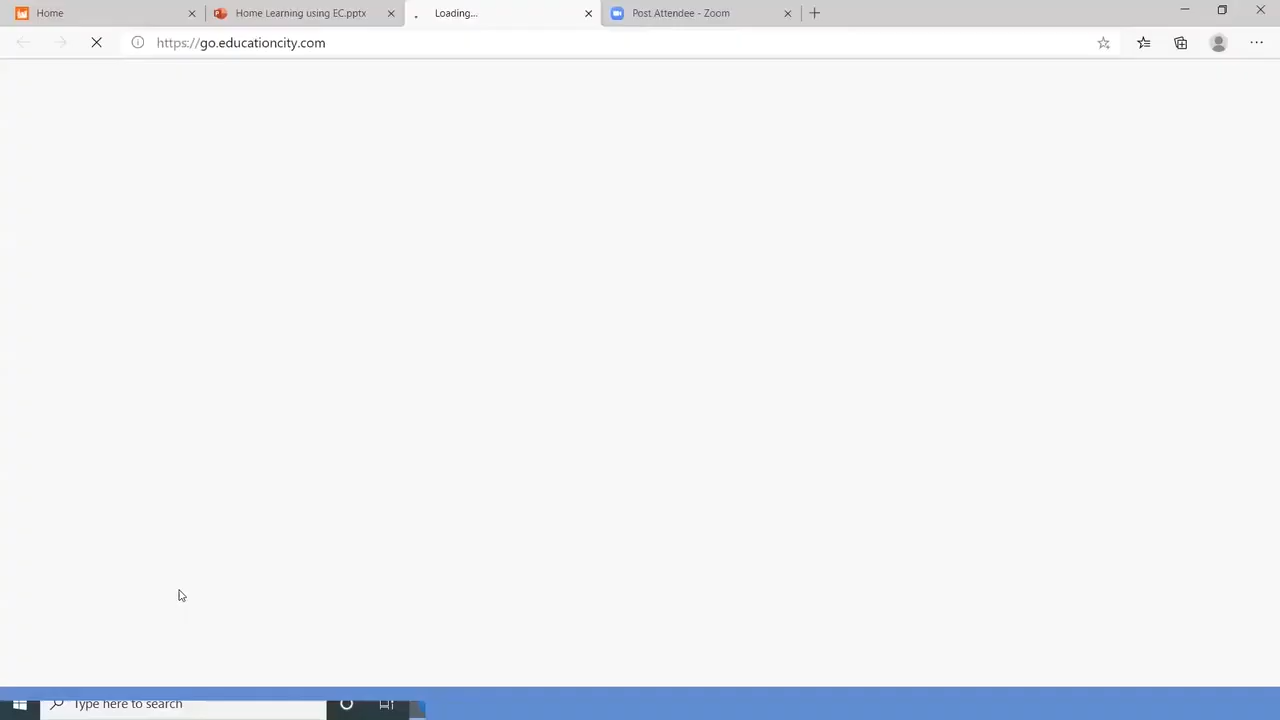 Home
Home Learning using EC.pptx
Loading...
Post Attendee - Zoom
https://go.educationcity.com
Type here to search